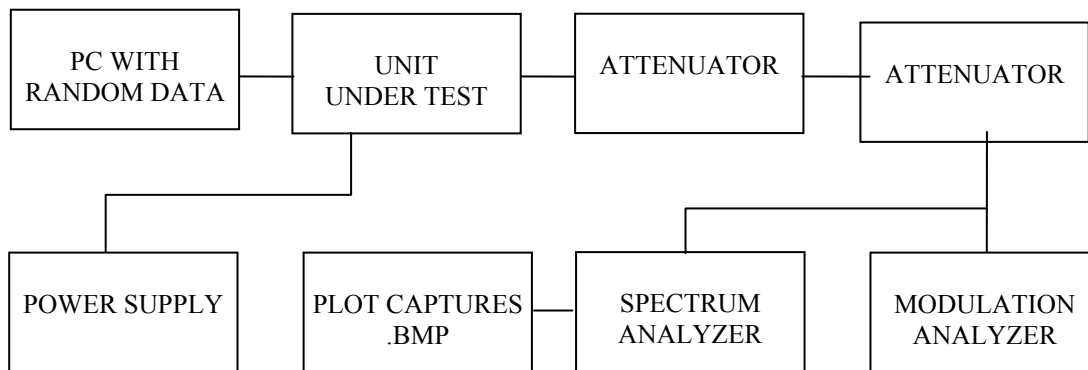 PC WITH
RANDOM DATA
UNIT
UNDER TEST
ATTENUATOR
ATTENUATOR
POWER SUPPLY
PLOT CAPTURES
.BMP
SPECTRUM
ANALYZER
MODULATION
ANALYZER